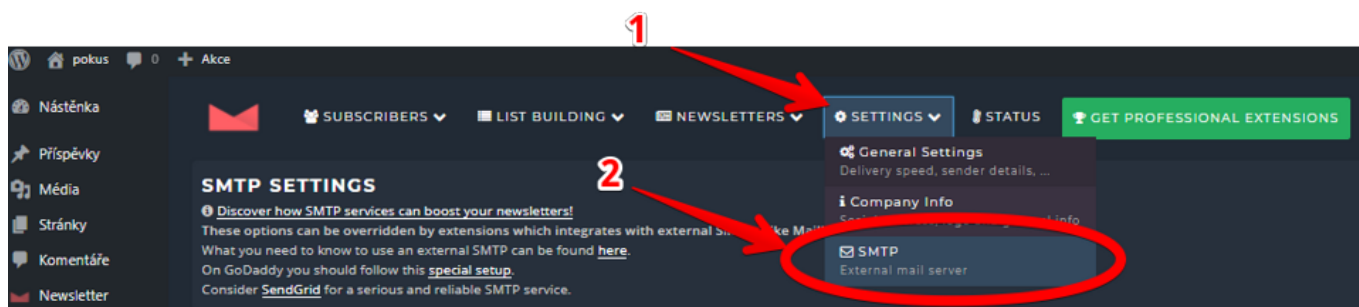 1
pokus 0 + Akce
Nástěnka
SUBSCRIBERS LIST BUILDING NEWSLETTERS SETTINGS STATUS GET PROFESSIONAL EXTENSIONS
Příspěvky
General Settings
Delivery speed, sender details, ...
2
Média
SMTP SETTINGS
Company Info
info
Discover how SMTP services can boost your newsletters!
Stránky
These options can be overridden by extensions which integrates with external
What you need to know to use an external SMTP can be found here.
SMTP
External mail server
Komentáře
On GoDaddy you should follow this special setup.
Newsletter
Consider SendGrid for a serious and reliable SMTP service.